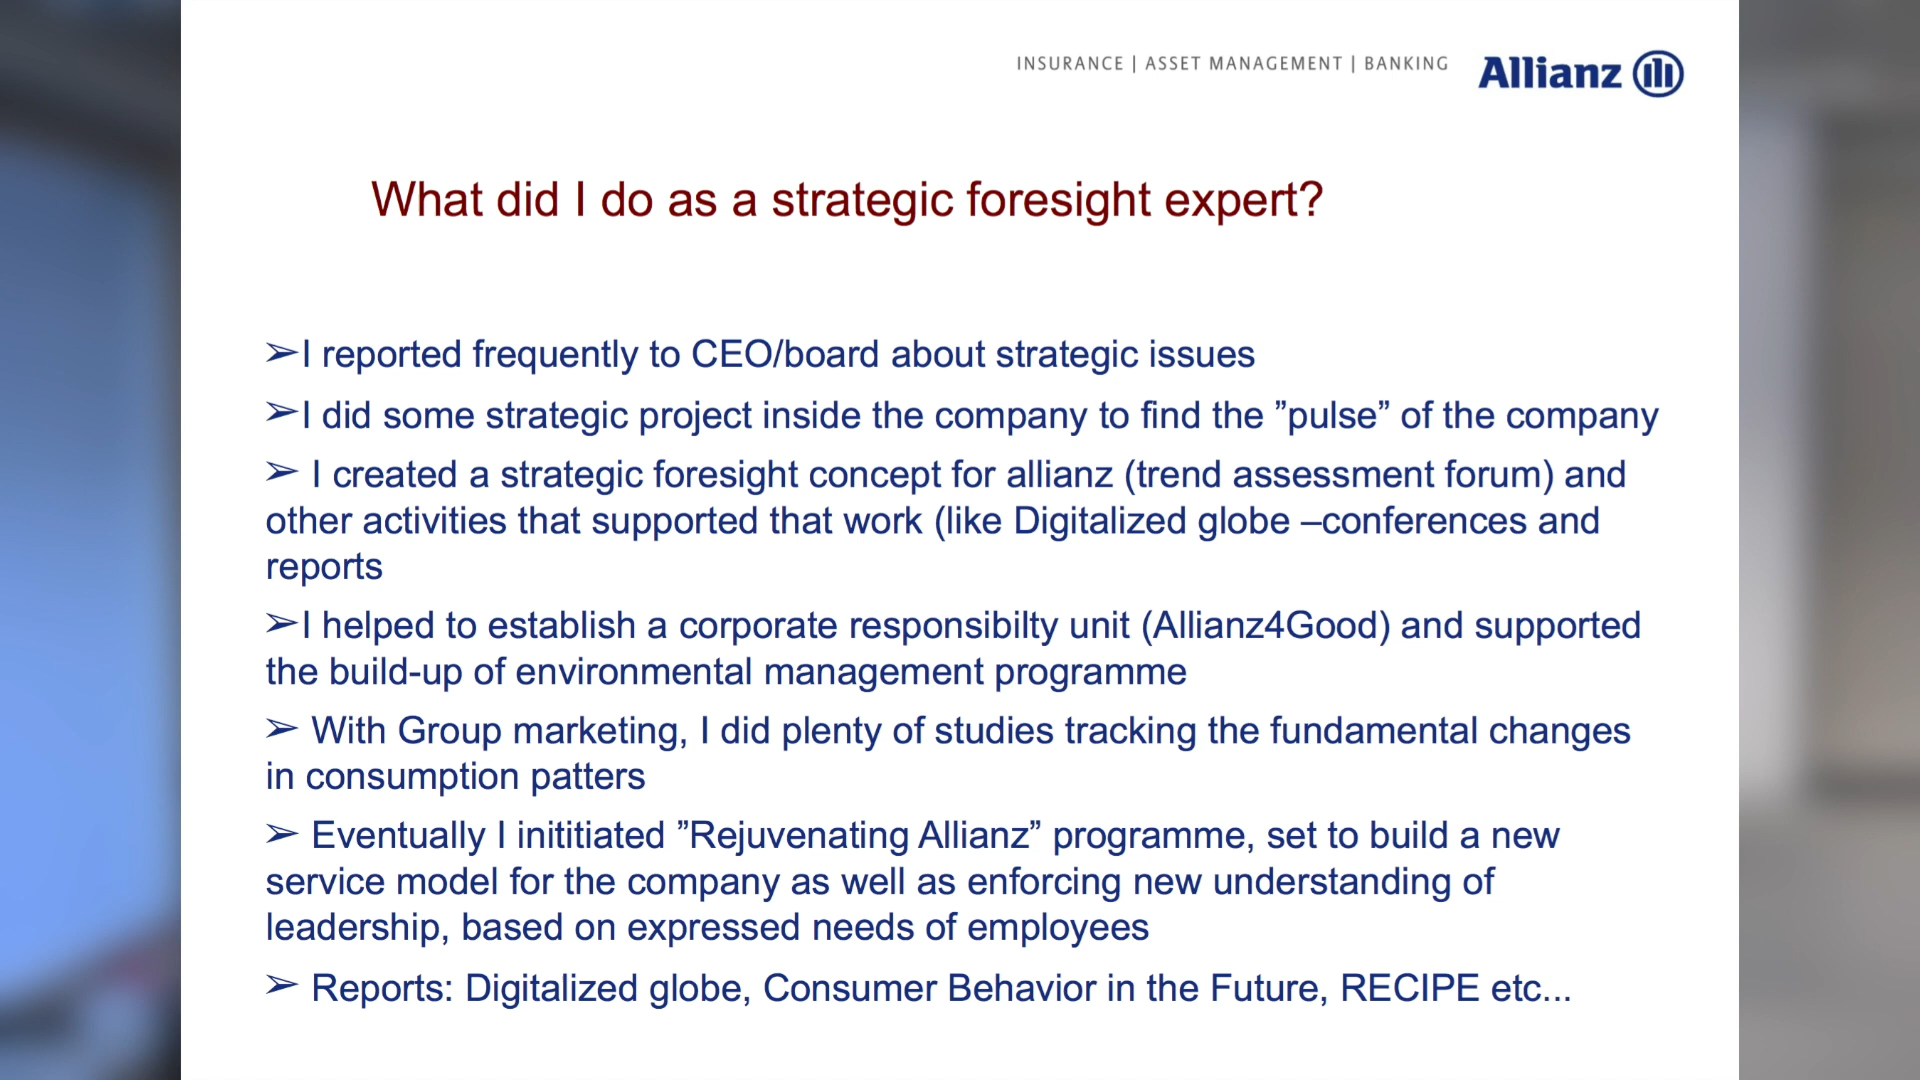 INSURANCE | ASSET MANAGEMENT | BANKING
Allianz
What did I do as a strategic foresight expert?
➢I reported frequently to CEO/board about strategic issues
➢I did some strategic project inside the company to find the ”pulse” of the company
➢ I created a strategic foresight concept for allianz (trend assessment forum) and
other activities that supported that work (like Digitalized globe –conferences and
reports
➢I helped to establish a corporate responsibilty unit (Allianz4Good) and supported
the build-up of environmental management programme
➢ With Group marketing, I did plenty of studies tracking the fundamental changes
in consumption patters
➢ Eventually I inititiated ”Rejuvenating Allianz” programme, set to build a new
service model for the company as well as enforcing new understanding of
leadership, based on expressed needs of employees
➢ Reports: Digitalized globe, Consumer Behavior in the Future, RECIPE etc...